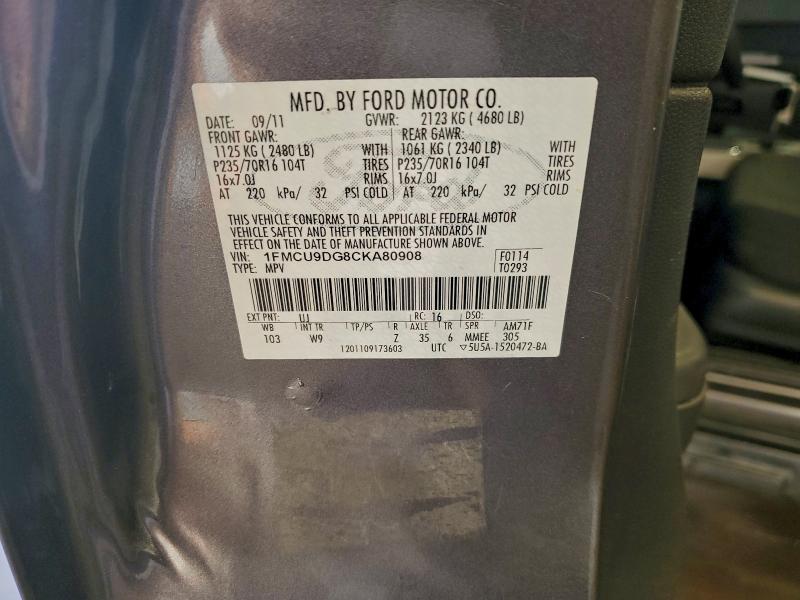 MFD. BY FORD MOTOR CO.
DATE: 09/11 GVWR: 2123 KG ( 4680 LB)
FRONT GAWR: REAR GAWR:
1125 KG ( 2480 LB) WITH 1061 KG ( 2340 LB) WITH
P235/70R16 104T TIRES P235/70R16 104T TIRES
16x7.0J RIMS 16x7.0J RIMS
AT 220 kPa/ 32 PSI COLD AT 220 kPa/ 32 PSI COLD
Ford
THIS VEHICLE CONFORMS TO ALL APPLICABLE FEDERAL MOTOR
VEHICLE SAFETY AND THEFT PREVENTION STANDARDS IN
EFFECT ON THE DATE OF MANUFACTURE SHOWN ABOVE.
VIN: 1FMCU9DG8CKA80908 F0114
TYPE: MPV T0293
EXT PNT: UJ RC: 16 DSO:
WB INT TR TP/PS R AXLE TR SPR AM71F
103 W9 Z 35 6 MMEE 305
1201109173603 UTC ▽5U5A-1520472-BA